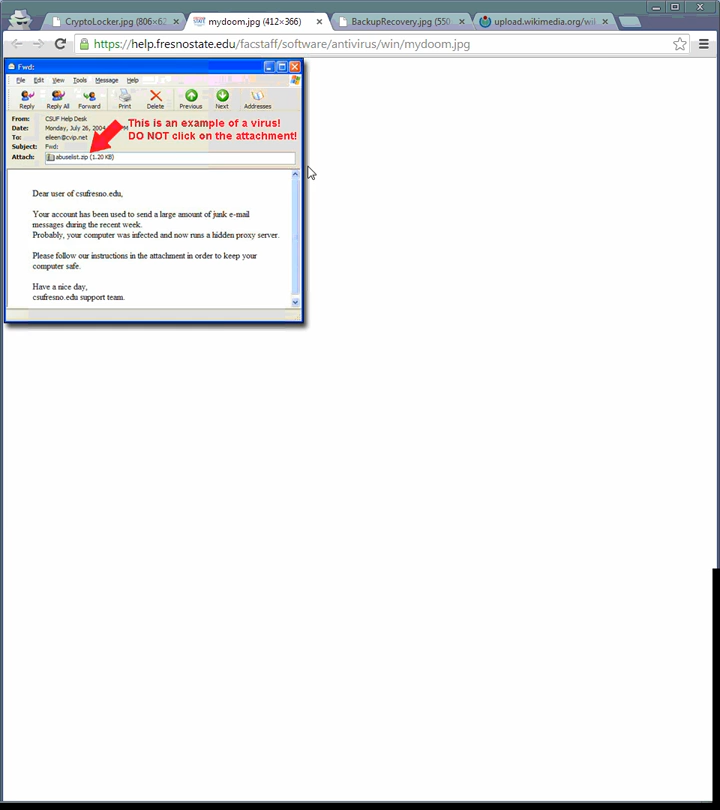 CryptoLocker.jpg (806×62
mydoom.jpg (412×366)
BackupRecovery.jpg (550
upload.wikimedia.org/wiki
https://help.fresnostate.edu/facstaff/software/antivirus/win/mydoom.jpg
Fwd:
File Edit View Tools Message Help
Reply Reply All Forward Print Delete Previous Next Addresses
From: CSUF Help Desk
This is an example of a virus!
Date: Monday, July 26, 2004
DO NOT click on the attachment!
To: eileen@cvip.net
Subject: Fwd:
Attach: abuselist.zip (1.20 KB)
Dear user of csufresno.edu,
Your account has been used to send a large amount of junk e-mail
messages during the recent week.
Probably, your computer was infected and now runs a hidden proxy server.
Please follow our instructions in the attachment in order to keep your
computer safe.
Have a nice day,
csufresno.edu support team.